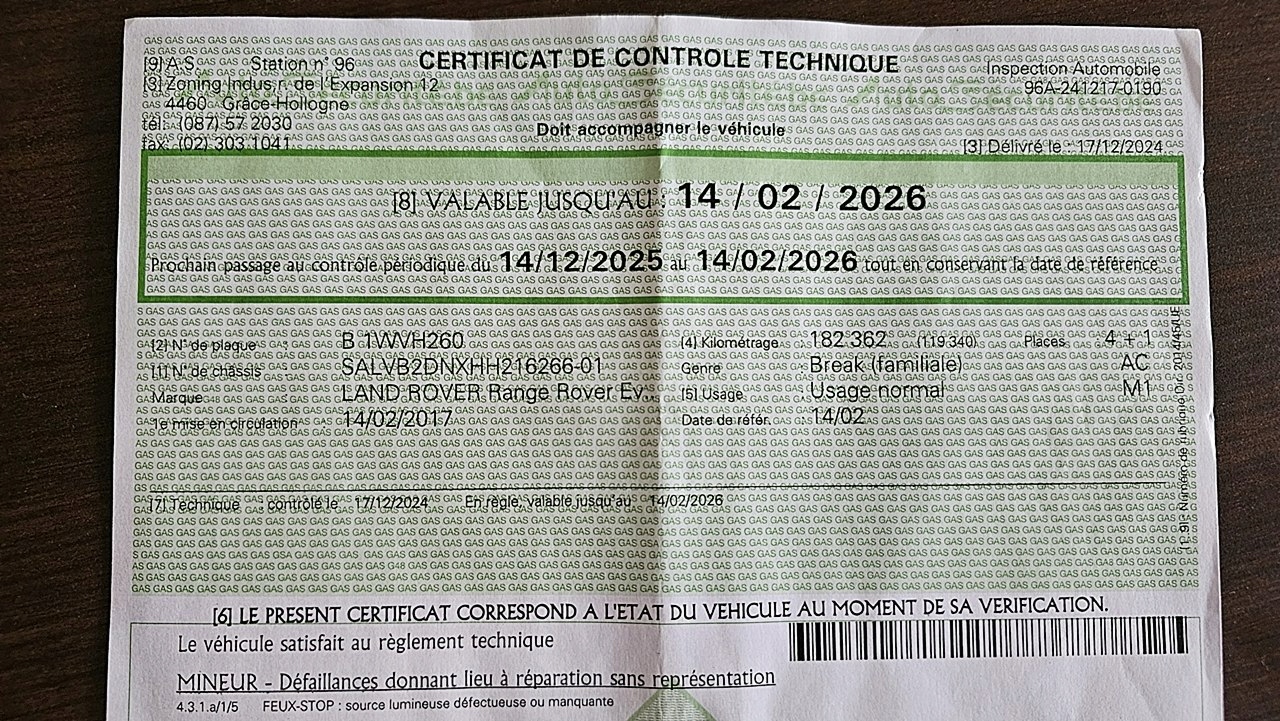 [9] A.S. Station n° 96
CERTIFICAT DE CONTROLE TECHNIQUE
Inspection Automobile
[3] Zoning Indus.r. de l'Expansion 12
96A-241217-0190
4460 Grâce-Hollogne
tél: (087) 57 2030
Doit accompagner le véhicule
fax: (02) 303 1041
[3] Délivré le : 17/12/2024
[8] VALABLE JUSQU'AU : 14 / 02 / 2026
Prochain passage au contrôle périodique du 14/12/2025 au 14/02/2026 tout en conservant la date de référence
[2] N° de plaque : B 1WVH260
[4] Kilométrage : 182 362 (119 340) Places 4 + 1
[1] N° de châssis : SALVB2DNXHH216266-01
Genre : Break (familiale) AC
Marque : LAND ROVER Range Rover Ev..
[5] Usage : Usage normal M1
1e mise en circulation : 14/02/2017
Date de référ. : 14/02
[7] Technique : contrôlé le 17/12/2024 En règle, valable jusqu'au 14/02/2026
[6] LE PRESENT CERTIFICAT CORRESPOND A L'ETAT DU VEHICULE AU MOMENT DE SA VERIFICATION.
Le véhicule satisfait au règlement technique
MINEUR - Défaillances donnant lieu à réparation sans représentation
4.3.1.a/1/5 FEUX-STOP : source lumineuse défectueuse ou manquante